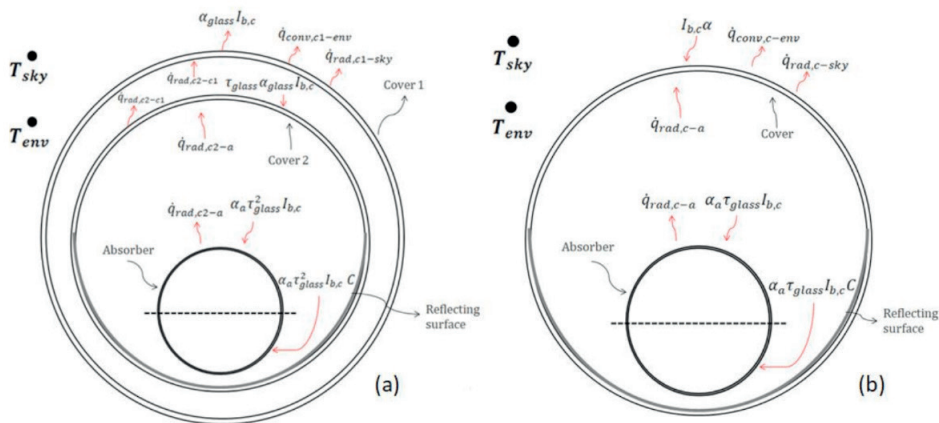 α_glass I_b,c
q̇_conv,c1−env
q̇_rad,c1−sky
T_sky
q̇_rad,c2−c1
τ_glass α_glass I_b,c
Cover 1
q̇_rad,c2−c1
T_env
q̇_rad,c2−a
Cover 2
q̇_rad,c2−a
α_a τ²_glass I_b,c
Absorber
α_a τ²_glass I_b,c C
Reflecting
surface
(a)
I_b,c α
q̇_conv,c−env
T_sky
q̇_rad,c−sky
T_env
q̇_rad,c−a
Cover
q̇_rad,c−a
α_a τ_glass I_b,c
Absorber
α_a τ_glass I_b,c C
Reflecting
surface
(b)